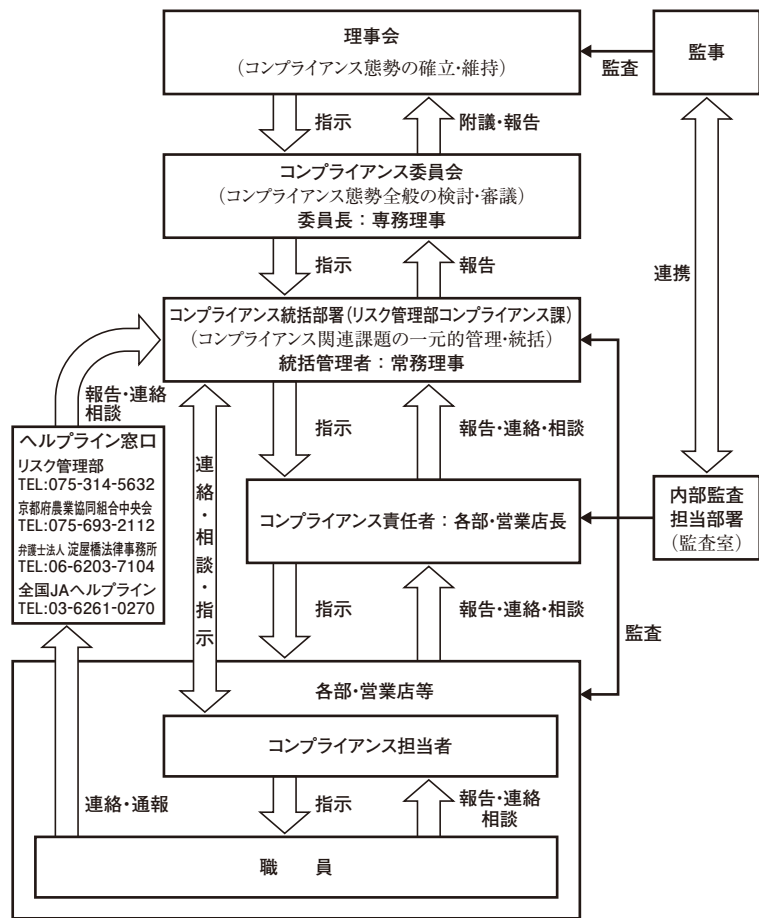 理事会
(コンプライアンス態勢の確立・維持)
監査
監事
指示
附議・報告
コンプライアンス委員会
(コンプライアンス態勢全般の検討・審議)
委員長：専務理事
指示
報告
連携
コンプライアンス統括部署(リスク管理部コンプライアンス課)
(コンプライアンス関連課題の一元的管理・統括)
統括管理者：常務理事
報告・連絡
相談
指示
報告・連絡・相談
ヘルプライン窓口
リスク管理部
TEL:075-314-5632
京都府農業協同組合中央会
TEL:075-693-2112
弁護士法人 淀屋橋法律事務所
TEL:06-6203-7104
全国JAヘルプライン
TEL:03-6261-0270
連絡・相談・指示
コンプライアンス責任者：各部・営業店長
内部監査
担当部署
(監査室)
指示
報告・連絡・相談
監査
各部・営業店等
コンプライアンス担当者
連絡・通報
指示
報告・連絡
相談
職　員